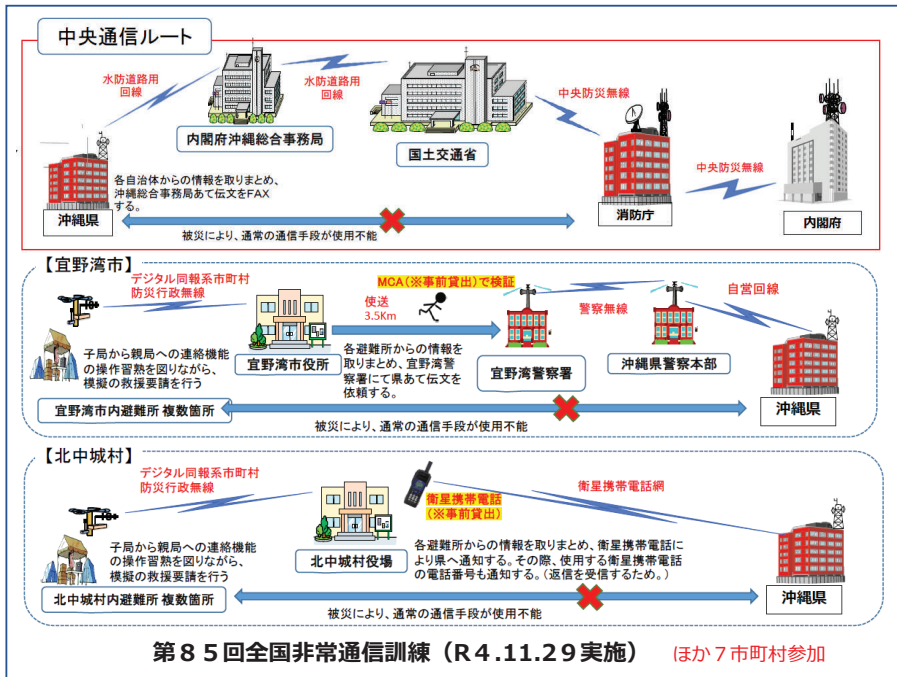 中央通信ルート
水防道路用
回線
水防道路用
回線
中央防災無線
内閣府沖縄総合事務局
国土交通省
中央防災無線
各自治体からの情報を取りまとめ、
沖縄総合事務局あて伝文をFAX
する。
沖縄県
消防庁
内閣府
被災により、通常の通信手段が使用不能
【宜野湾市】
デジタル同報系市町村
防災行政無線
MCA(※事前貸出)で検証
使送
3.5Km
警察無線
自営回線
子局から親局への連絡機能
の操作習熟を図りながら、
模擬の救援要請を行う
宜野湾市役所
各避難所からの情報を
取りまとめ、宜野湾警
察署にて県あて伝文を
依頼する。
宜野湾警察署
沖縄県警察本部
宜野湾市内避難所 複数箇所
沖縄県
被災により、通常の通信手段が使用不能
【北中城村】
デジタル同報系市町村
防災行政無線
衛星携帯電話
(※事前貸出)
衛星携帯電話網
子局から親局への連絡機能
の操作習熟を図りながら、
模擬の救援要請を行う
北中城村役場
各避難所からの情報を取りまとめ、衛星携帯電話によ
り県へ通知する。その際、使用する衛星携帯電話
の電話番号も通知する。(返信を受信するため。)
北中城村内避難所 複数箇所
沖縄県
被災により、通常の通信手段が使用不能
第85回全国非常通信訓練(R4.11.29実施)
ほか7市町村参加